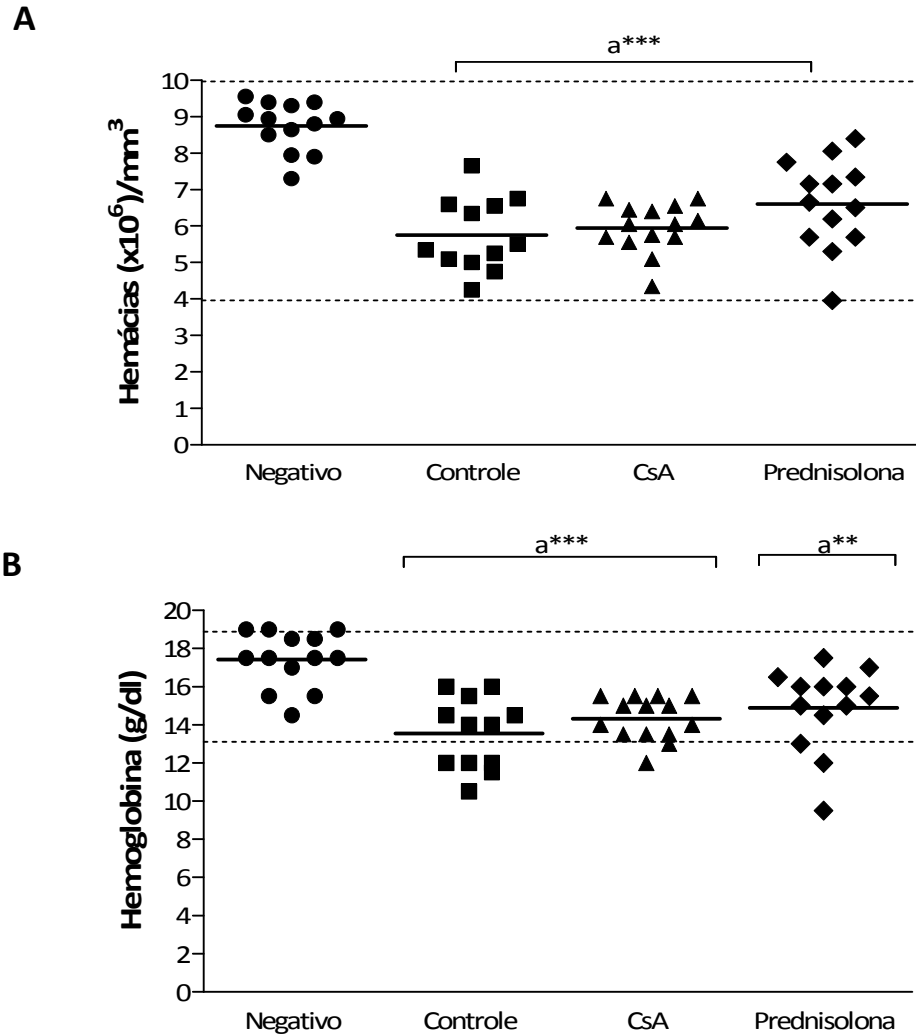 A
a***
Hemácias (x10⁶)/mm³
10
9
8
7
6
5
4
3
2
1
0
Negativo Controle CsA Prednisolona
B
a*** a**
Hemoglobina (g/dl)
20
18
16
14
12
10
8
6
4
2
0
Negativo Controle CsA Prednisolona